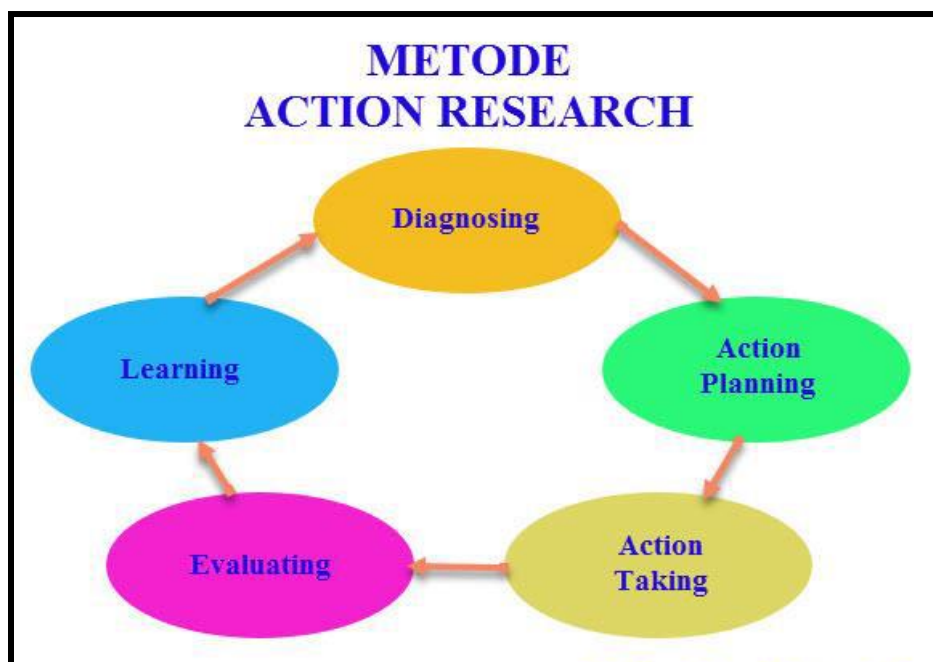 METODE
ACTION RESEARCH
Diagnosing
Action
Planning
Action
Taking
Evaluating
Learning